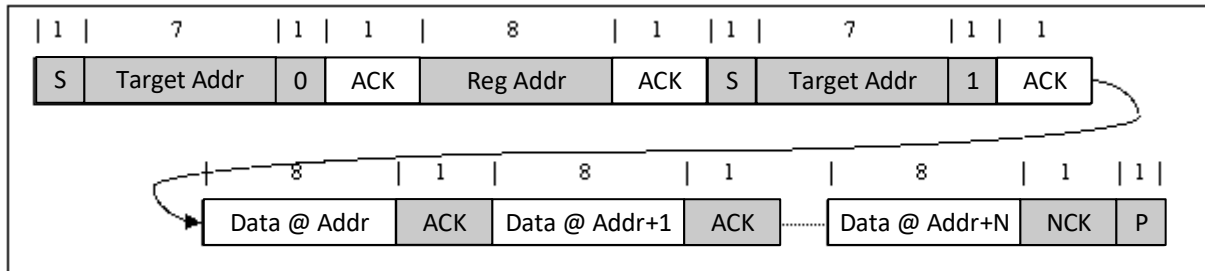 | 1 | 7 | 1 | 1 | 8 | 1 | 1 | 7 | 1 | 1
S Target Addr 0 ACK Reg Addr ACK S Target Addr 1 ACK
| 8 | 1 | 8 | 1 | 8 | 1 | 1 |
Data @ Addr ACK Data @ Addr+1 ACK Data @ Addr+N NCK P